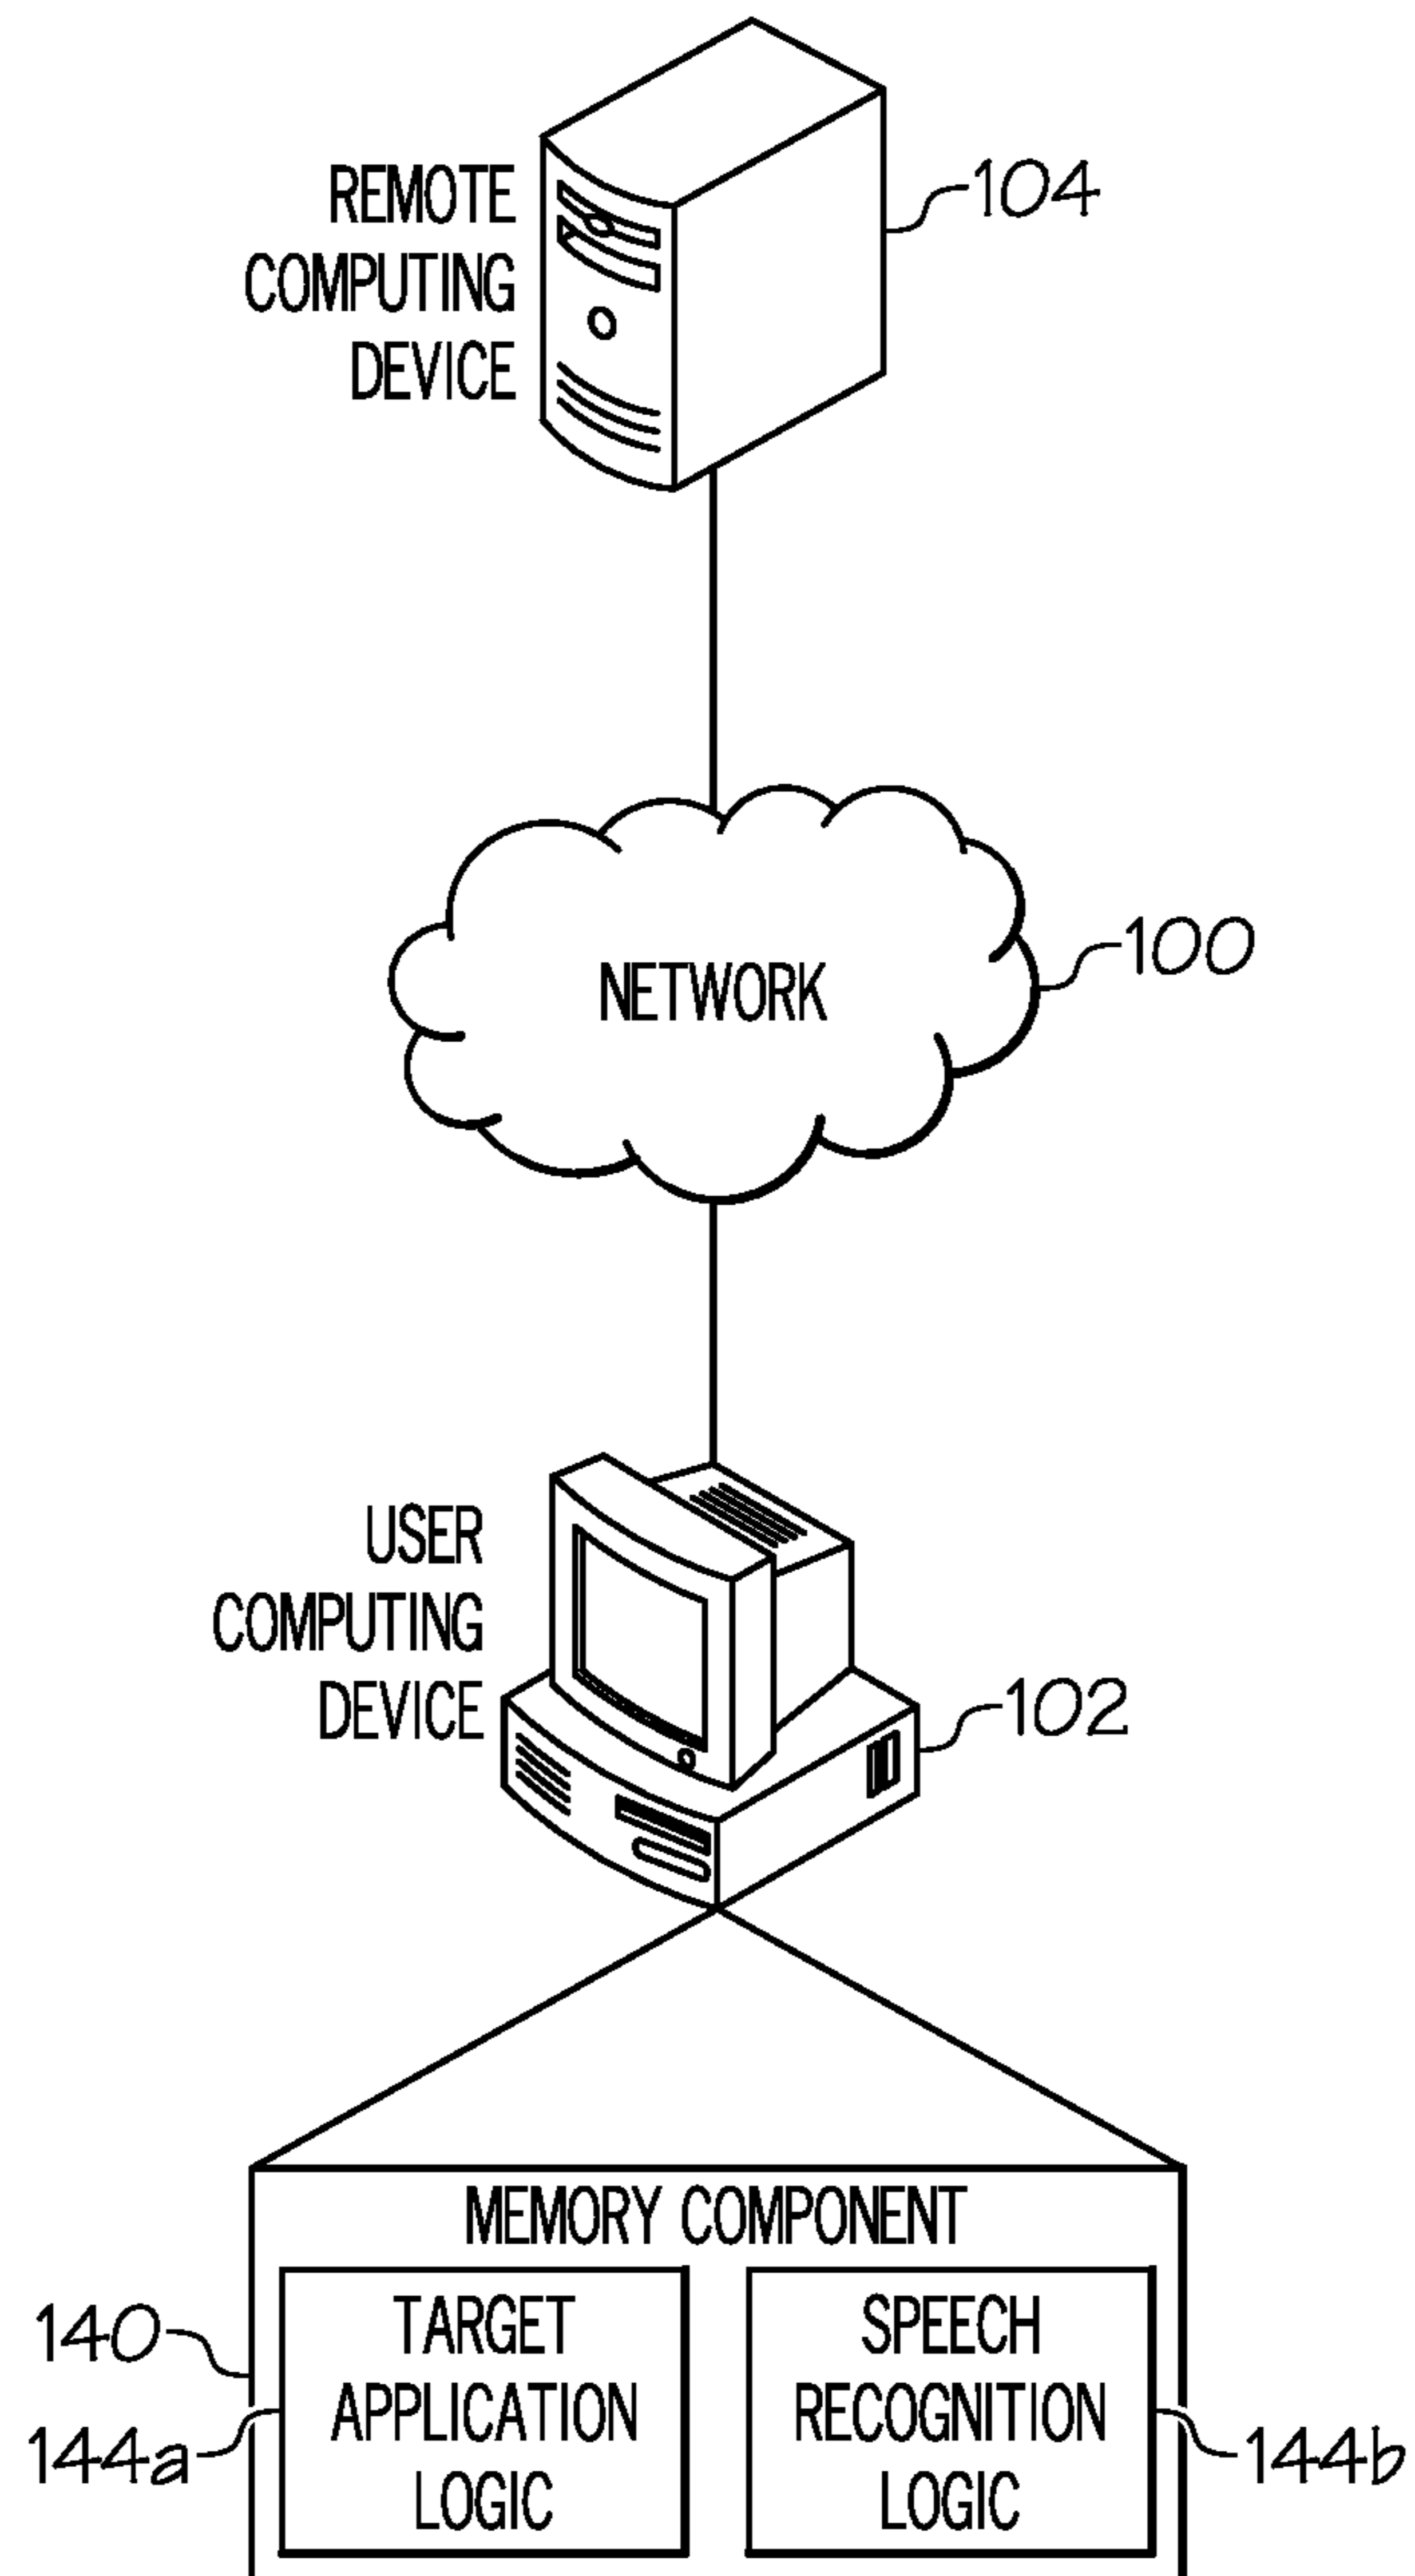 REMOTE
COMPUTING
DEVICE
104
NETWORK
100
USER
COMPUTING
DEVICE
102
MEMORY COMPONENT
140
TARGET
APPLICATION
LOGIC
144a
SPEECH
RECOGNITION
LOGIC
144b